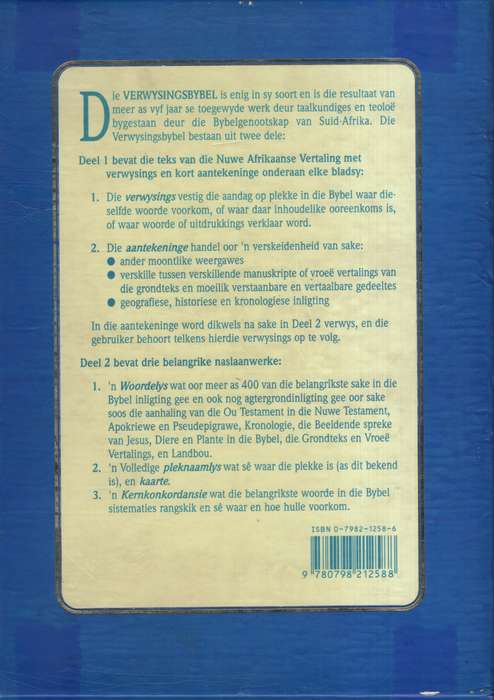 Die VERWYSINGSBYBEL is enig in sy soort en is die resultaat van
meer as vyf jaar se toegewyde werk deur taalkundiges en teoloë
bygestaan deur die Bybelgenootskap van Suid-Afrika. Die
Verwysingsbybel bestaan uit twee dele:
Deel 1 bevat die teks van die Nuwe Afrikaanse Vertaling met
verwysings en kort aantekeninge onderaan elke bladsy:
1. Die verwysings vestig die aandag op plekke in die Bybel waar die-
selfde woorde voorkom, of waar daar inhoudelike ooreenkoms is,
of waar woorde of uitdrukkings verklaar word.
2. Die aantekeninge handel oor 'n verskeidenheid van sake:
● ander moontlike weergawes
● verskille tussen verskillende manuskripte of vroeë vertalings van
die grondteks en moeilik verstaanbare en vertaalbare gedeeltes
● geografiese, historiese en kronologiese inligting
In die aantekeninge word dikwels na sake in Deel 2 verwys, en die
gebruiker behoort telkens hierdie verwysings op te volg.
Deel 2 bevat drie belangrike naslaanwerke:
1. 'n Woordelys wat oor meer as 400 van die belangrikste sake in die
Bybel inligting gee en ook nog agtergrondinligting gee oor sake
soos die aanhaling van die Ou Testament in die Nuwe Testament,
Apokriewe en Pseudepigrawe, Kronologie, die Beeldende spreke
van Jesus, Diere en Plante in die Bybel, die Grondteks en Vroeë
Vertalings, en Landbou.
2. 'n Volledige pleknaamlys wat sê waar die plekke is (as dit bekend
is), en kaarte.
3. 'n Kernkonkordansie wat die belangrikste woorde in die Bybel
sistematies rangskik en sê waar en hoe hulle voorkom.
ISBN 0-7982-1258-6
9 780798 212588